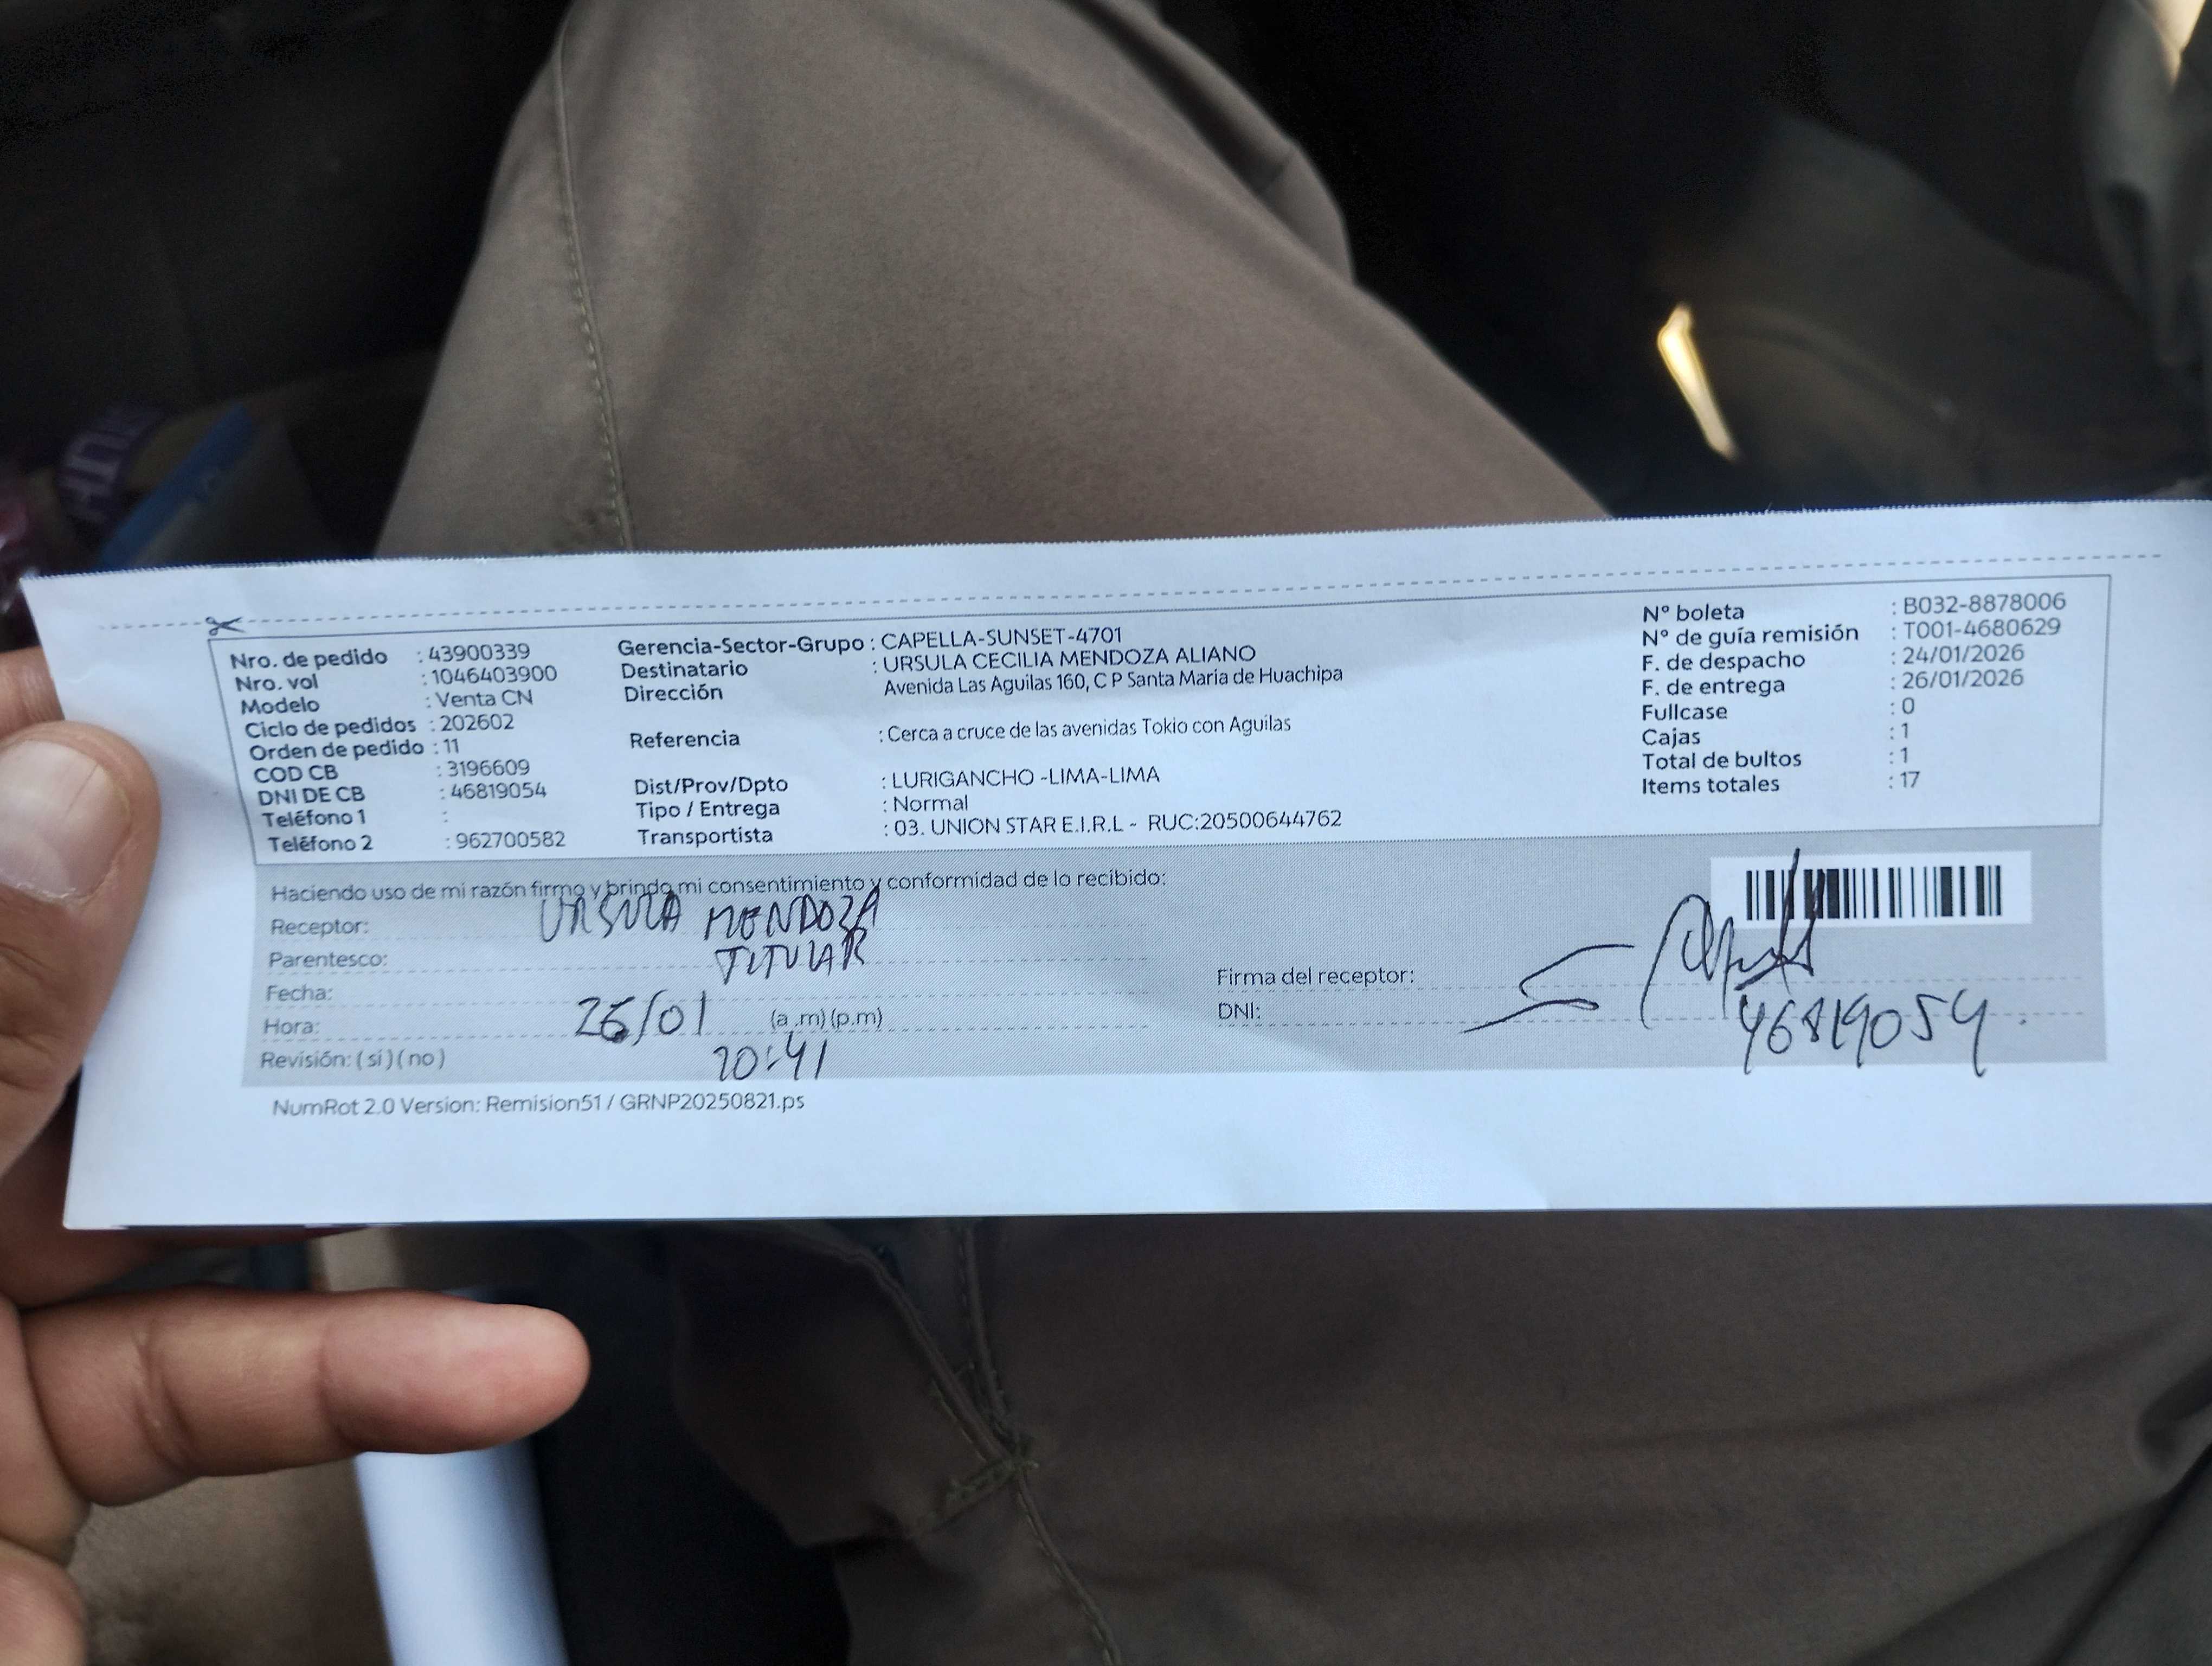 Nro. de pedido : 43900339
Nro. vol : 1046403900
Modelo : Venta CN
Ciclo de pedidos : 202602
Orden de pedido : 11
COD CB : 3196609
DNI DE CB : 46819054
Teléfono 1 :
Teléfono 2 : 962700582
Gerencia-Sector-Grupo : CAPELLA-SUNSET-4701
Destinatario : URSULA CECILIA MENDOZA ALIANO
Dirección Avenida Las Aguilas 160, C P Santa Maria de Huachipa
Referencia : Cerca a cruce de las avenidas Tokio con Aguilas
Dist/Prov/Dpto : LURIGANCHO -LIMA-LIMA
Tipo / Entrega : Normal
Transportista : 03. UNION STAR E.I.R.L - RUC:20500644762
N° boleta : B032-8878006
N° de guía remisión : T001-4680629
F. de despacho : 24/01/2026
F. de entrega : 26/01/2026
Fullcase : 0
Cajas : 1
Total de bultos : 1
Items totales : 17
Haciendo uso de mi razón firmo y brindo mi consentimiento y conformidad de lo recibido:
Receptor: URSULA MENDOZA
Parentesco: TITULAR
Fecha: 26/01
Hora: (a .m) (p.m)
Revisión: ( sí ) ( no ) 10:41
Firma del receptor:
DNI: 46819054
NumRot 2.0 Version: Remision51 / GRNP20250821.ps